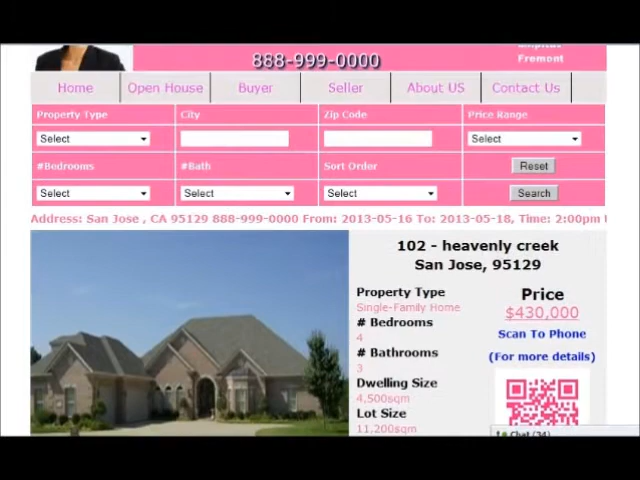 Fremont
888-999-0000
Home Open House Buyer Seller About US Contact Us
Property Type City Zip Code Price Range
Select Select
#Bedrooms #Bath Sort Order Reset
Select Select Select Search
Address: San Jose , CA 95129 888-999-0000 From: 2013-05-16 To: 2013-05-18, Time: 2:00pm
102 - heavenly creek
San Jose, 95129
Property Type
Single-Family Home
# Bedrooms
4
# Bathrooms
3
Dwelling Size
4,500sqm
Lot Size
11,200sqm
Price
$430,000
Scan To Phone
(For more details)
Chat (34)